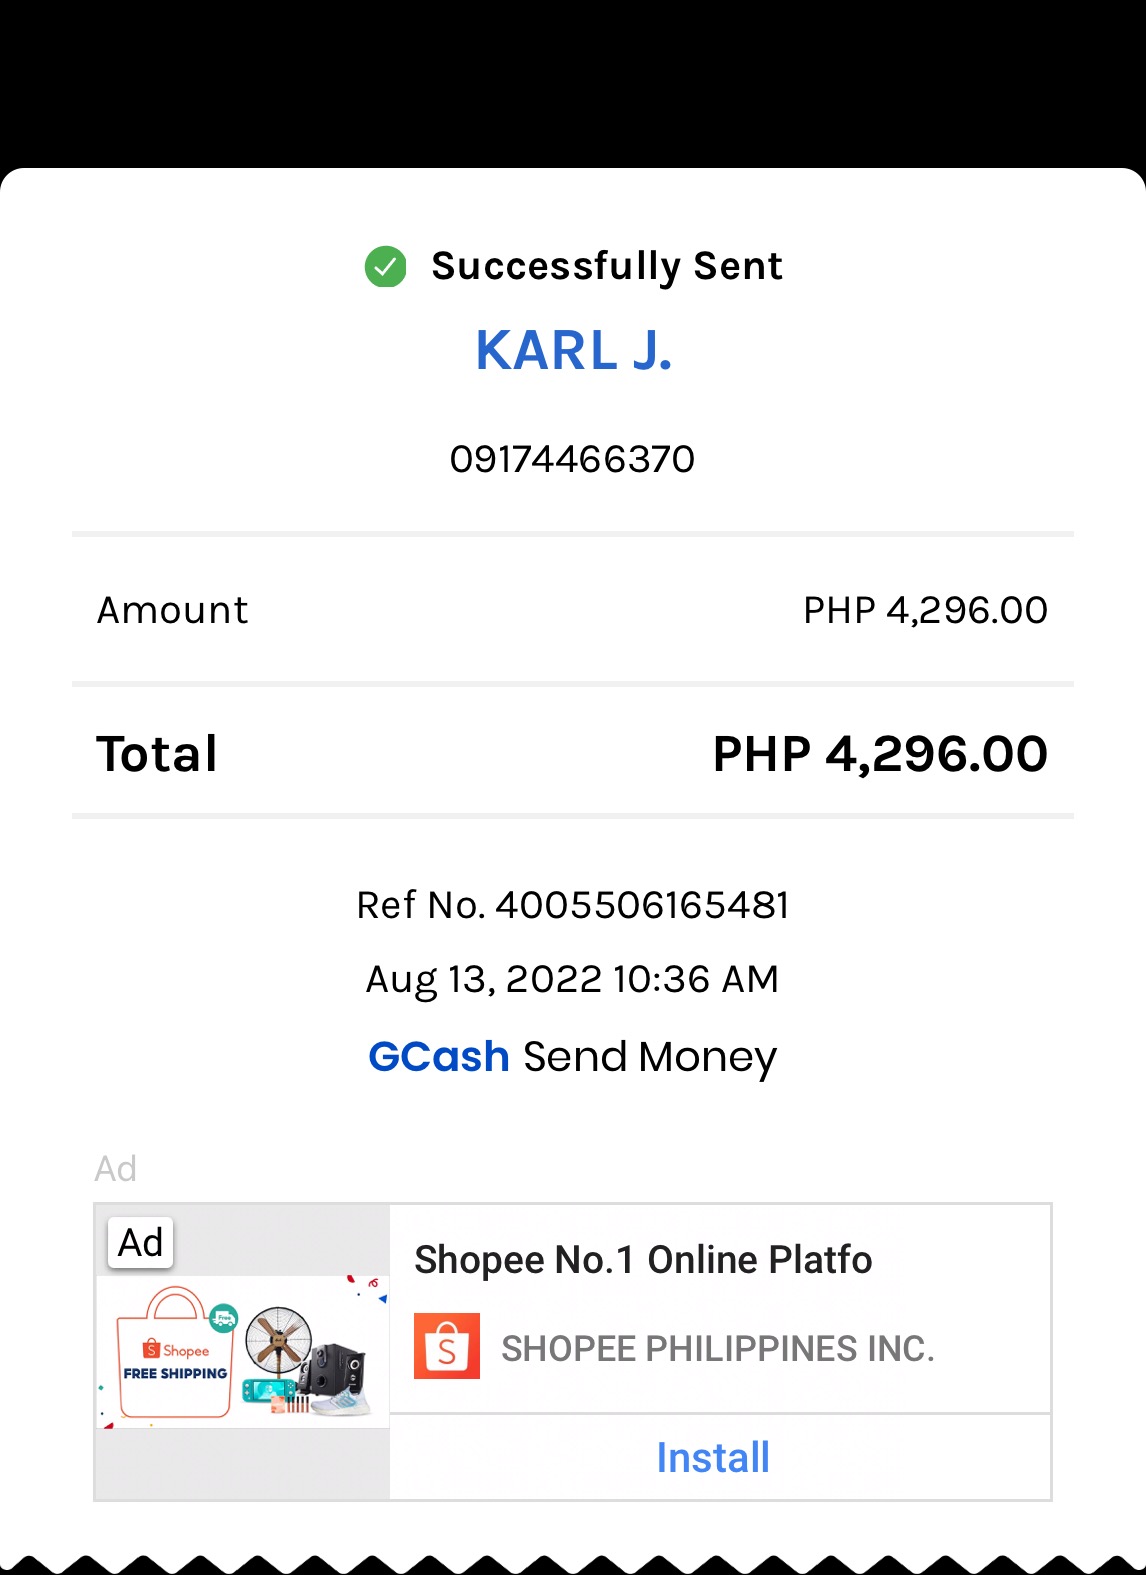 Successfully Sent
KARL J.
09174466370
Amount PHP 4,296.00
Total PHP 4,296.00
Ref No. 4005506165481
Aug 13, 2022 10:36 AM
GCash Send Money
Ad
Ad
Shopee No.1 Online Platfo
Free
Shopee
FREE SHIPPING
SHOPEE PHILIPPINES INC.
Install